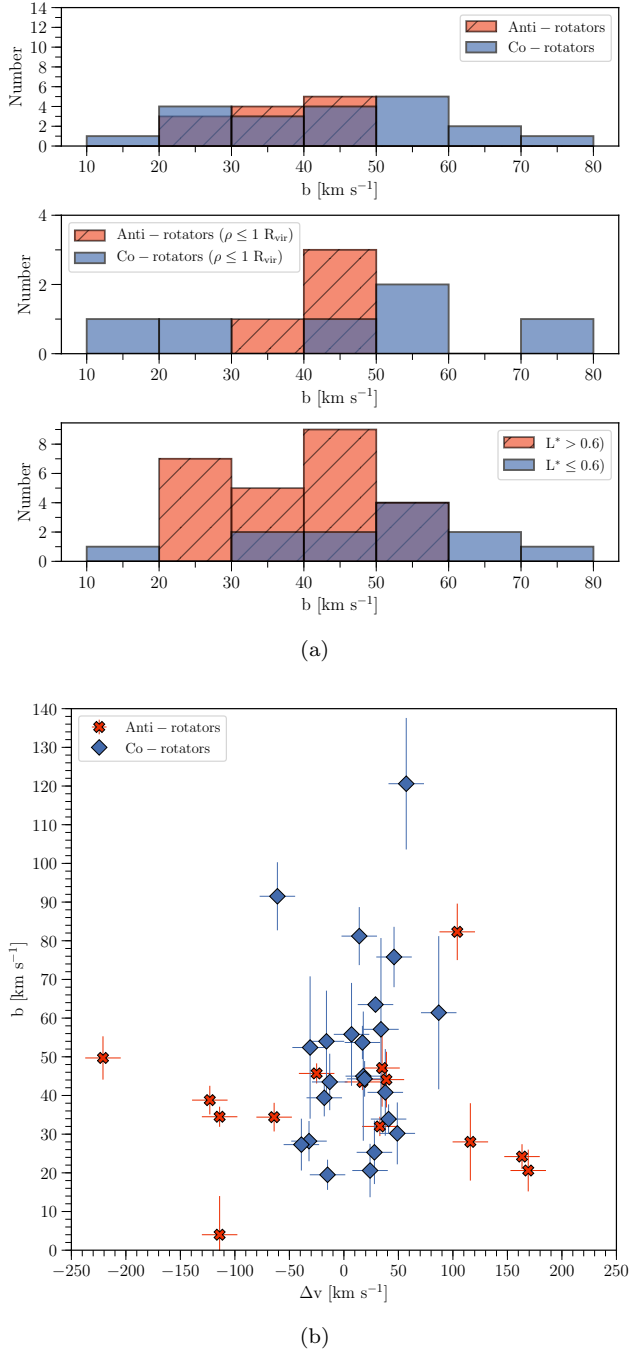 14
12
10
8
6
4
2
0
Number
Anti − rotators
Co − rotators
10 20 30 40 50 60 70 80
b [km s⁻¹]
4
2
0
Number
Anti − rotators (ρ ≤ 1 Rvir)
Co − rotators (ρ ≤ 1 Rvir)
10 20 30 40 50 60 70 80
b [km s⁻¹]
8
6
4
2
0
Number
L* > 0.6)
L* ≤ 0.6)
10 20 30 40 50 60 70 80
b [km s⁻¹]
(a)
140
130
120
110
100
90
80
70
60
50
40
30
20
10
0
b [km s⁻¹]
Anti − rotators
Co − rotators
−250 −200 −150 −100 −50 0 50 100 150 200 250
Δv [km s⁻¹]
(b)